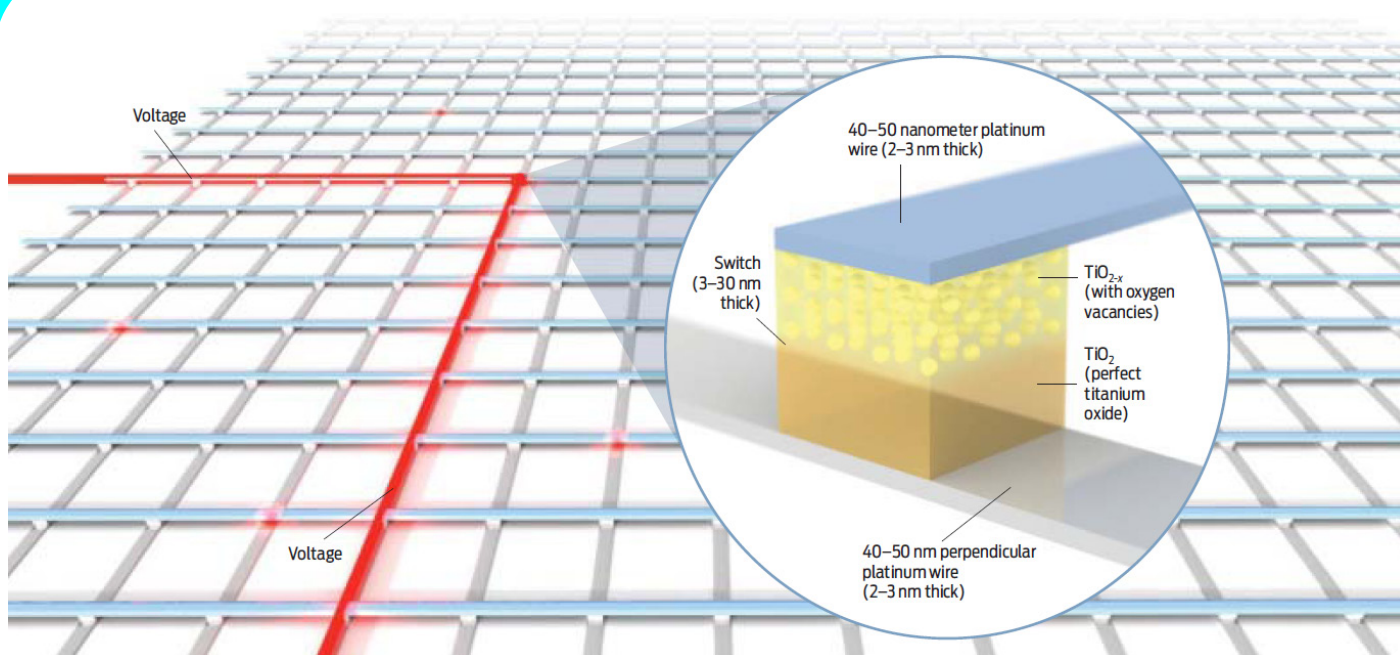 Voltage
40–50 nanometer platinum
wire (2–3 nm thick)
Switch
(3–30 nm
thick)
TiO2-x
(with oxygen
vacancies)
TiO2
(perfect
titanium
oxide)
Voltage
40–50 nm perpendicular
platinum wire
(2–3 nm thick)